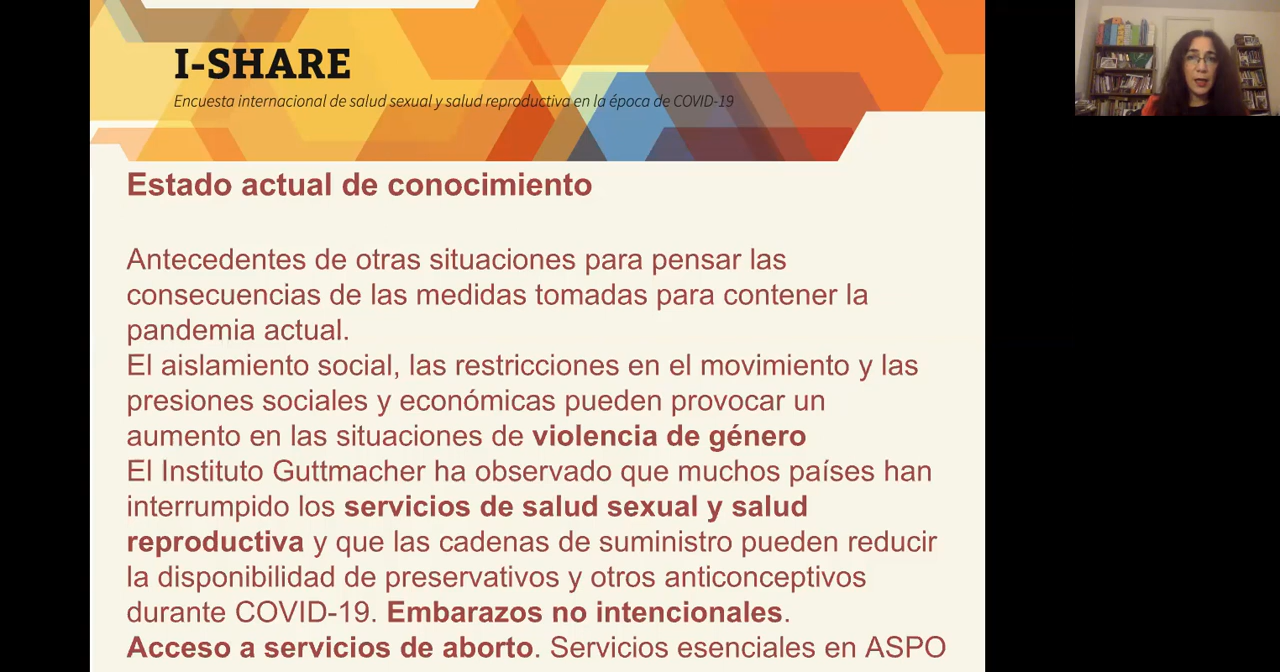 I-SHARE
Encuesta internacional de salud sexual y salud reproductiva en la época de COVID-19
Estado actual de conocimiento
Antecedentes de otras situaciones para pensar las
consecuencias de las medidas tomadas para contener la
pandemia actual.
El aislamiento social, las restricciones en el movimiento y las
presiones sociales y económicas pueden provocar un
aumento en las situaciones de violencia de género
El Instituto Guttmacher ha observado que muchos países han
interrumpido los servicios de salud sexual y salud
reproductiva y que las cadenas de suministro pueden reducir
la disponibilidad de preservativos y otros anticonceptivos
durante COVID-19. Embarazos no intencionales.
Acceso a servicios de aborto. Servicios esenciales en ASPO